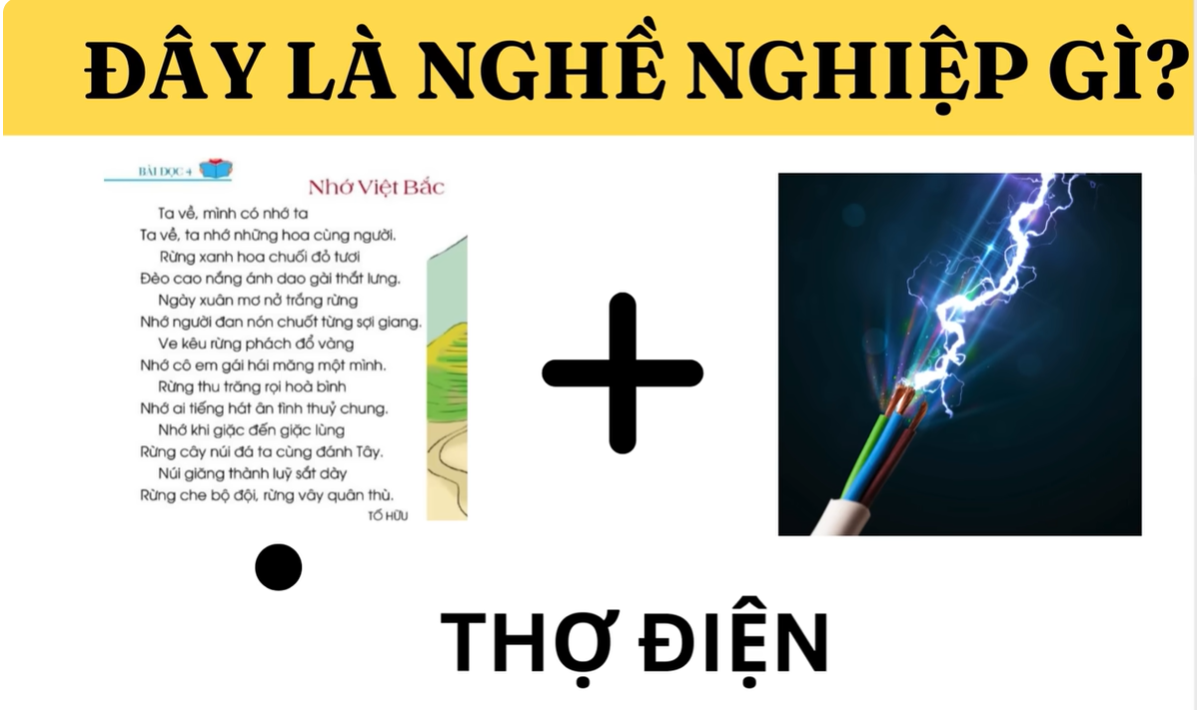 ĐÂY LÀ NGHỀ NGHIỆP GÌ?
BÀI ĐỌC 4
Nhớ Việt Bắc
Ta về, mình có nhớ ta
Ta về, ta nhớ những hoa cùng người.
Rừng xanh hoa chuối đỏ tươi
Đèo cao nắng ánh dao gài thắt lưng.
Ngày xuân mơ nở trắng rừng
Nhớ người đan nón chuốt từng sợi giang.
Ve kêu rừng phách đổ vàng
Nhớ cô em gái hái măng một mình.
Rừng thu trăng rọi hoà bình
Nhớ ai tiếng hát ân tình thuỷ chung.
Nhớ khi giặc đến giặc lùng
Rừng cây núi đá ta cùng đánh Tây.
Núi giăng thành luỹ sắt dày
Rừng che bộ đội, rừng vây quân thù.
TỐ HỮU
THỢ ĐIỆN